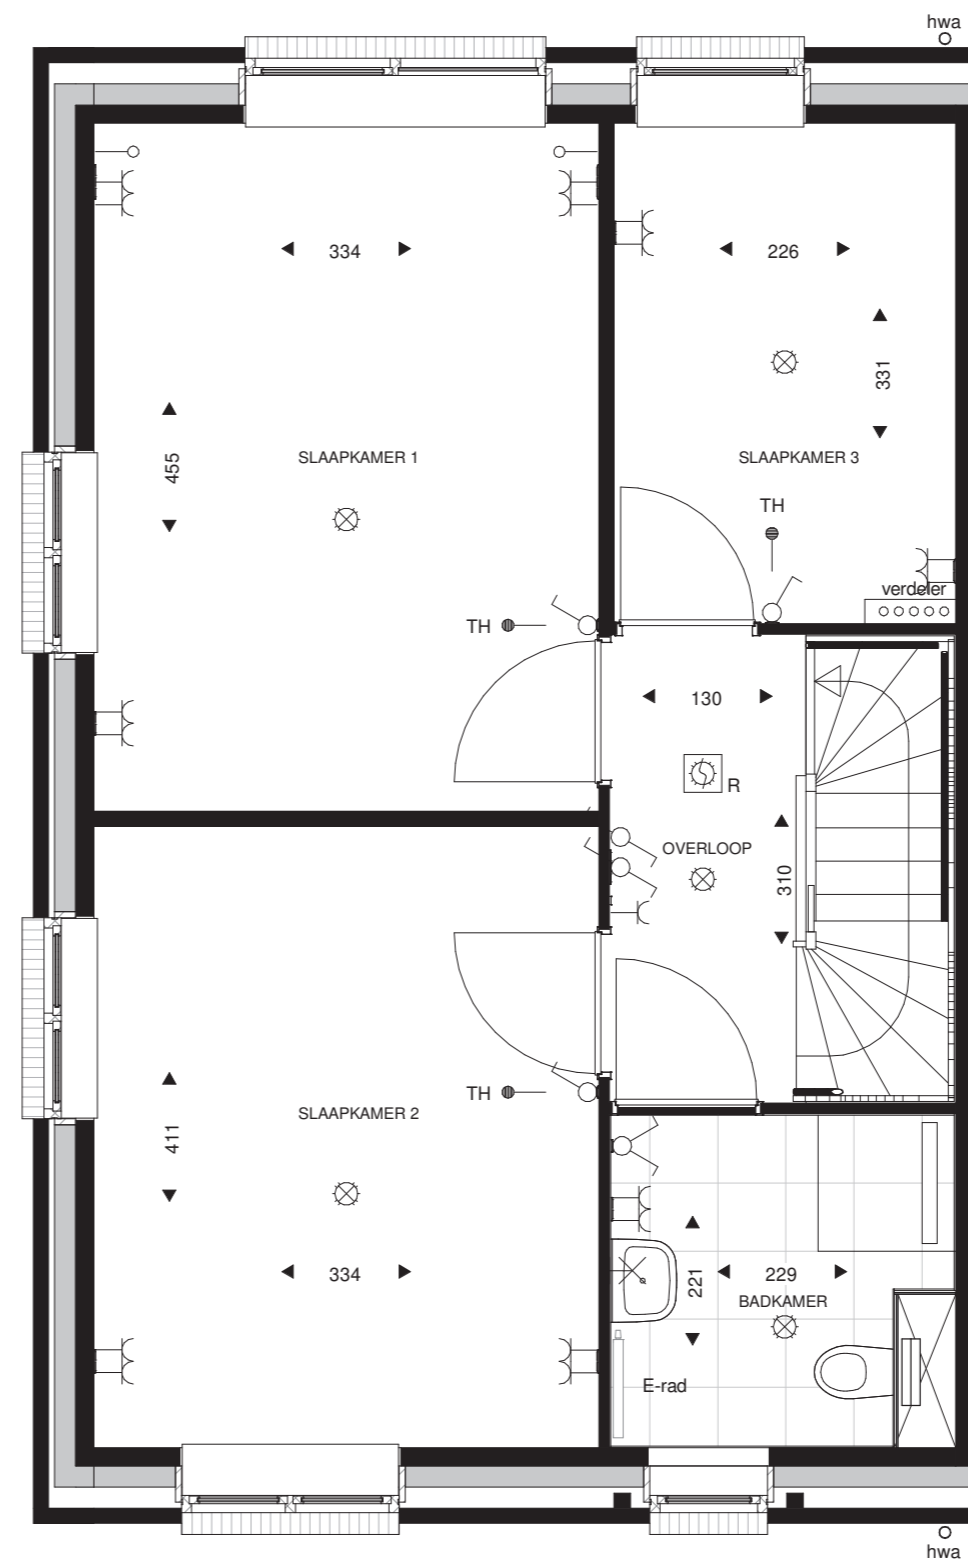 hwa
334
226
331
455
SLAAPKAMER 1
SLAAPKAMER 3
TH
verdeler
TH
130
R
OVERLOOP
310
TH
SLAAPKAMER 2
411
334
221
229
BADKAMER
E-rad
hwa